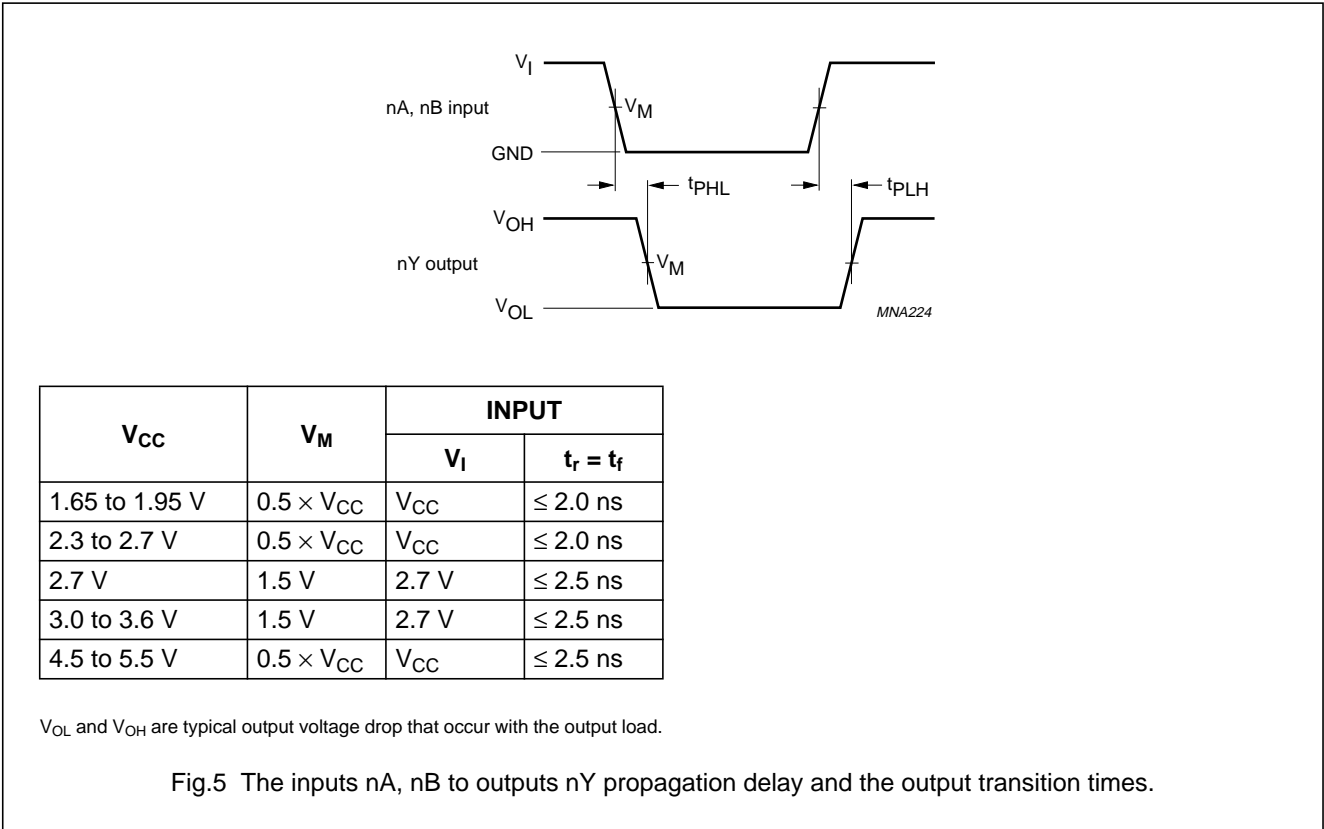 V_I
nA, nB input
V_M
GND
t_PHL
t_PLH
V_OH
nY output
V_M
V_OL
MNA224
V_CC V_M INPUT
V_I t_r = t_f
1.65 to 1.95 V 0.5 × V_CC V_CC ≤ 2.0 ns
2.3 to 2.7 V 0.5 × V_CC V_CC ≤ 2.0 ns
2.7 V 1.5 V 2.7 V ≤ 2.5 ns
3.0 to 3.6 V 1.5 V 2.7 V ≤ 2.5 ns
4.5 to 5.5 V 0.5 × V_CC V_CC ≤ 2.5 ns
V_OL and V_OH are typical output voltage drop that occur with the output load.
Fig.5 The inputs nA, nB to outputs nY propagation delay and the output transition times.